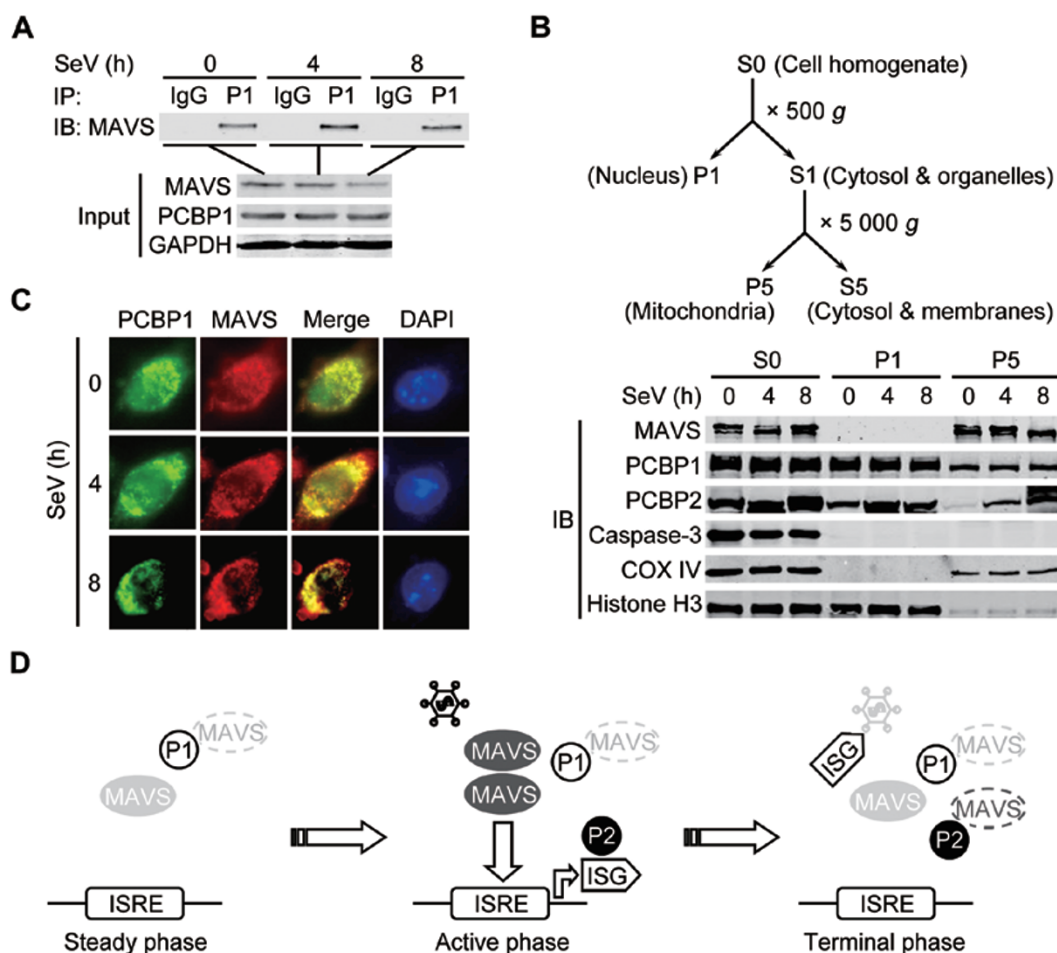 A
SeV (h) 0 4 8
IP: IgG P1 IgG P1 IgG P1
IB: MAVS
Input
MAVS
PCBP1
GAPDH
B
S0 (Cell homogenate)
× 500 g
(Nucleus) P1 S1 (Cytosol & organelles)
× 5 000 g
P5 S5
(Mitochondria) (Cytosol & membranes)
S0 P1 P5
SeV (h) 0 4 8 0 4 8 0 4 8
IB
MAVS
PCBP1
PCBP2
Caspase-3
COX IV
Histone H3
C
PCBP1 MAVS Merge DAPI
SeV (h)
0
4
8
D
P1 MAVS
MAVS
ISRE
Steady phase
MAVS
MAVS
P1 MAVS
P2
ISG
ISRE
Active phase
ISG
P1 MAVS
MAVS
MAVS
P2
ISRE
Terminal phase